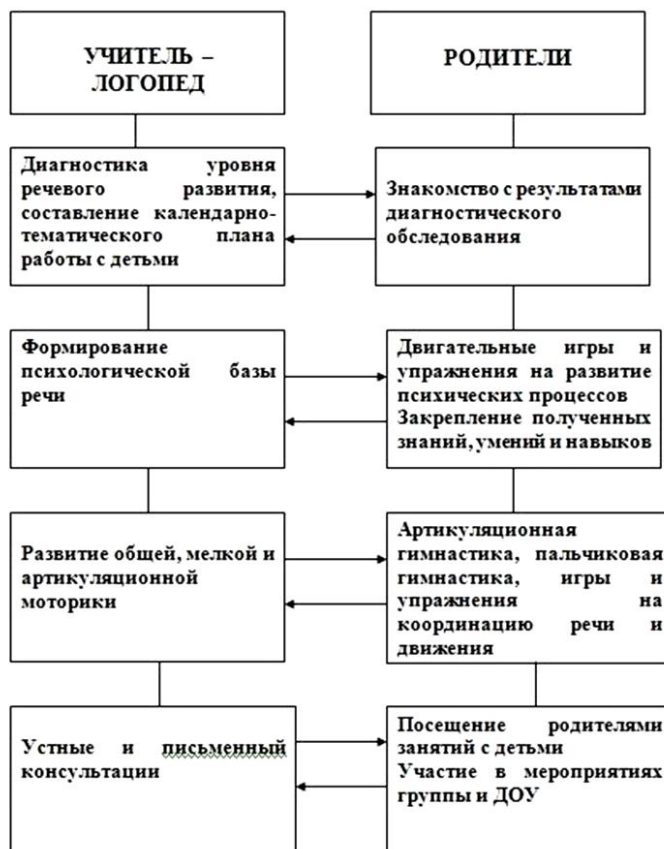 УЧИТЕЛЬ –
ЛОГОПЕД
РОДИТЕЛИ
Диагностика уровня
речевого развития,
составление календарно-
тематического плана
работы с детьми
Знакомство с результатами
диагностического
обследования
Формирование
психологической базы
речи
Двигательные игры и
упражнения на развитие
психических процессов
Закрепление полученных
знаний, умений и навыков
Развитие общей, мелкой и
артикуляционной
моторики
Артикуляционная
гимнастика, пальчиковая
гимнастика, игры и
упражнения на
координацию речи и
движения
Устные и письменный
консультации
Посещение родителями
занятий с детьми
Участие в мероприятиях
группы и ДОУ